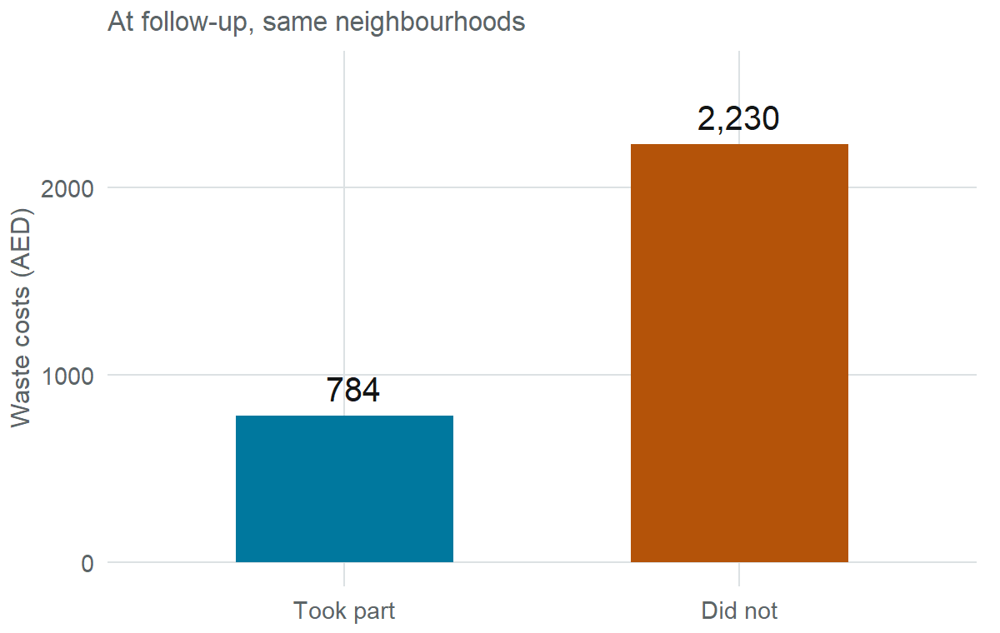 At follow-up, same neighbourhoods
2,230
2000
Waste costs (AED)
1000
784
0
Took part
Did not